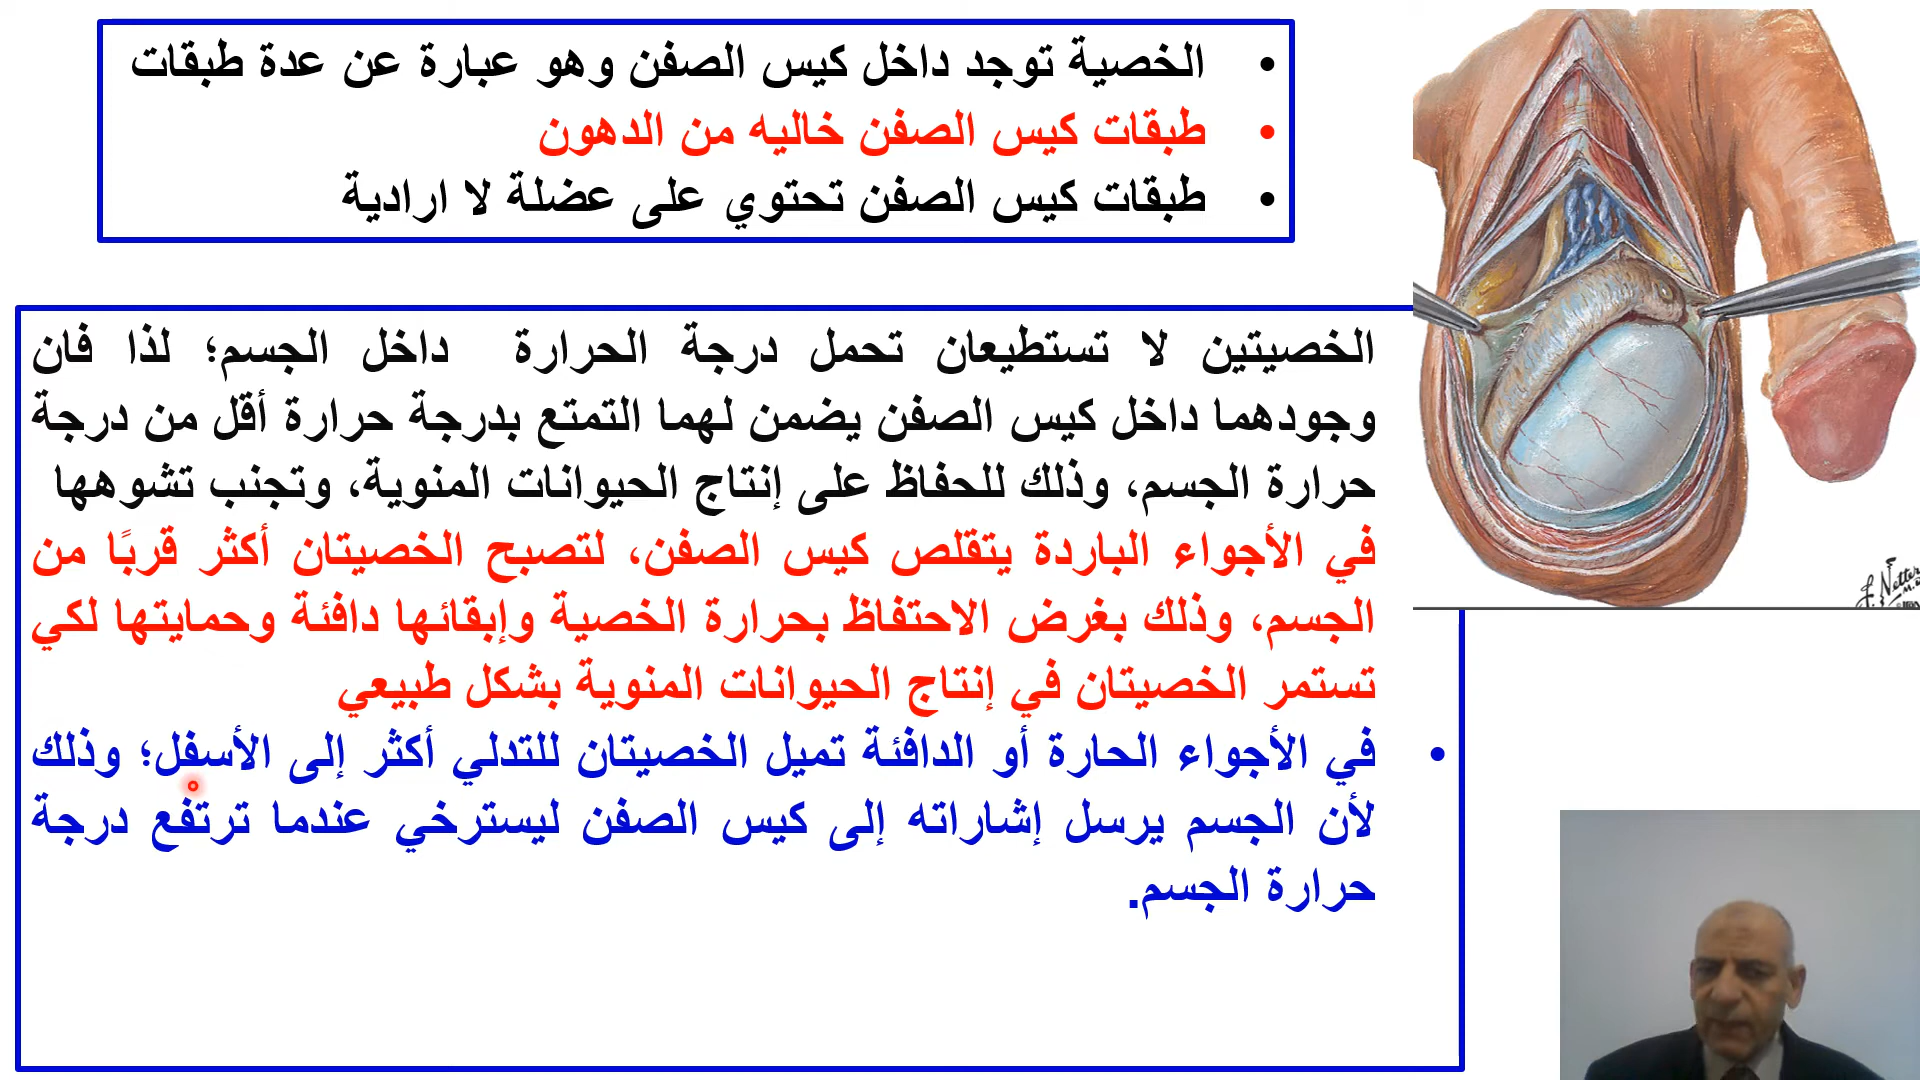 • الخصية توجد داخل كيس الصفن وهو عبارة عن عدة طبقات
• طبقات كيس الصفن خاليه من الدهون
• طبقات كيس الصفن تحتوي على عضلة لا ارادية
الخصيتين لا تستطيعان تحمل درجة الحرارة داخل الجسم؛ لذا فان
وجودهما داخل كيس الصفن يضمن لهما التمتع بدرجة حرارة أقل من درجة
حرارة الجسم، وذلك للحفاظ على إنتاج الحيوانات المنوية، وتجنب تشوهها
في الأجواء الباردة يتقلص كيس الصفن، لتصبح الخصيتان أكثر قربًا من
الجسم، وذلك بغرض الاحتفاظ بحرارة الخصية وإبقائها دافئة وحمايتها لكي
تستمر الخصيتان في إنتاج الحيوانات المنوية بشكل طبيعي
• في الأجواء الحارة أو الدافئة تميل الخصيتان للتدلي أكثر إلى الأسفل؛ وذلك
لأن الجسم يرسل إشاراته إلى كيس الصفن ليسترخي عندما ترتفع درجة
حرارة الجسم.
F. Netter